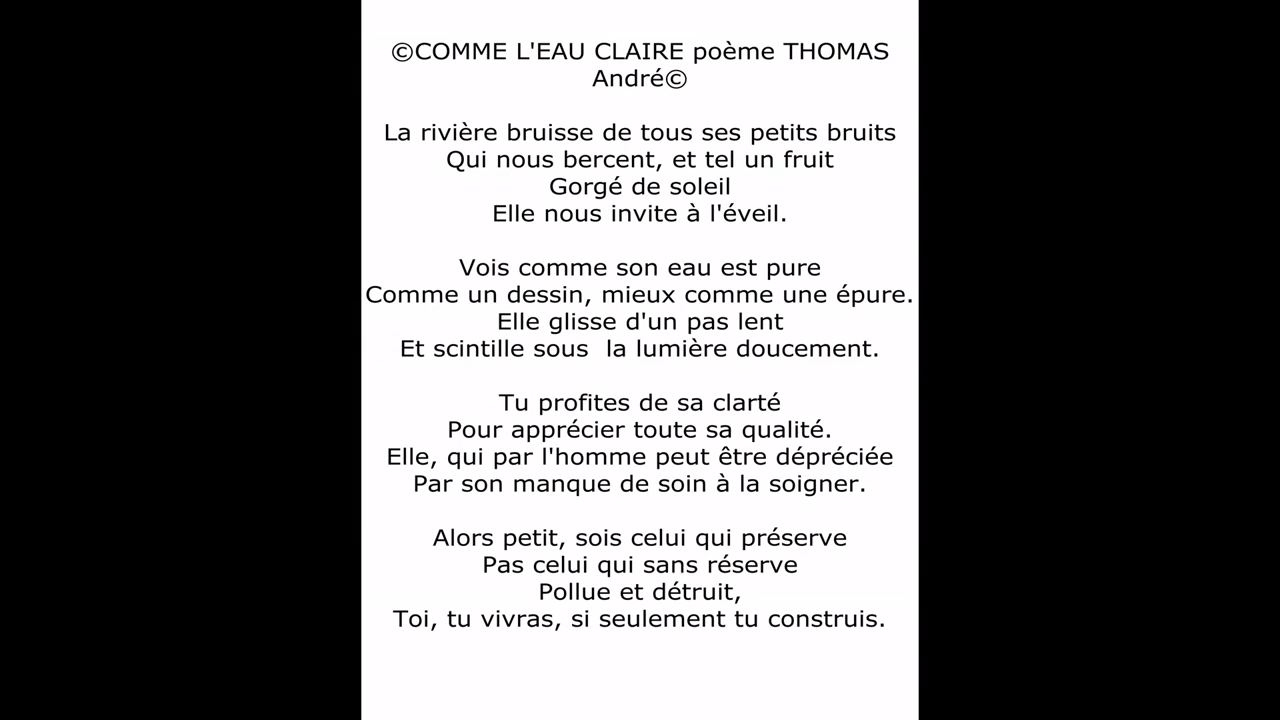 ©COMME L'EAU CLAIRE poème THOMAS
André©
La rivière bruisse de tous ses petits bruits
Qui nous bercent, et tel un fruit
Gorgé de soleil
Elle nous invite à l'éveil.
Vois comme son eau est pure
Comme un dessin, mieux comme une épure.
Elle glisse d'un pas lent
Et scintille sous  la lumière doucement.
Tu profites de sa clarté
Pour apprécier toute sa qualité.
Elle, qui par l'homme peut être dépréciée
Par son manque de soin à la soigner.
Alors petit, sois celui qui préserve
Pas celui qui sans réserve
Pollue et détruit,
Toi, tu vivras, si seulement tu construis.